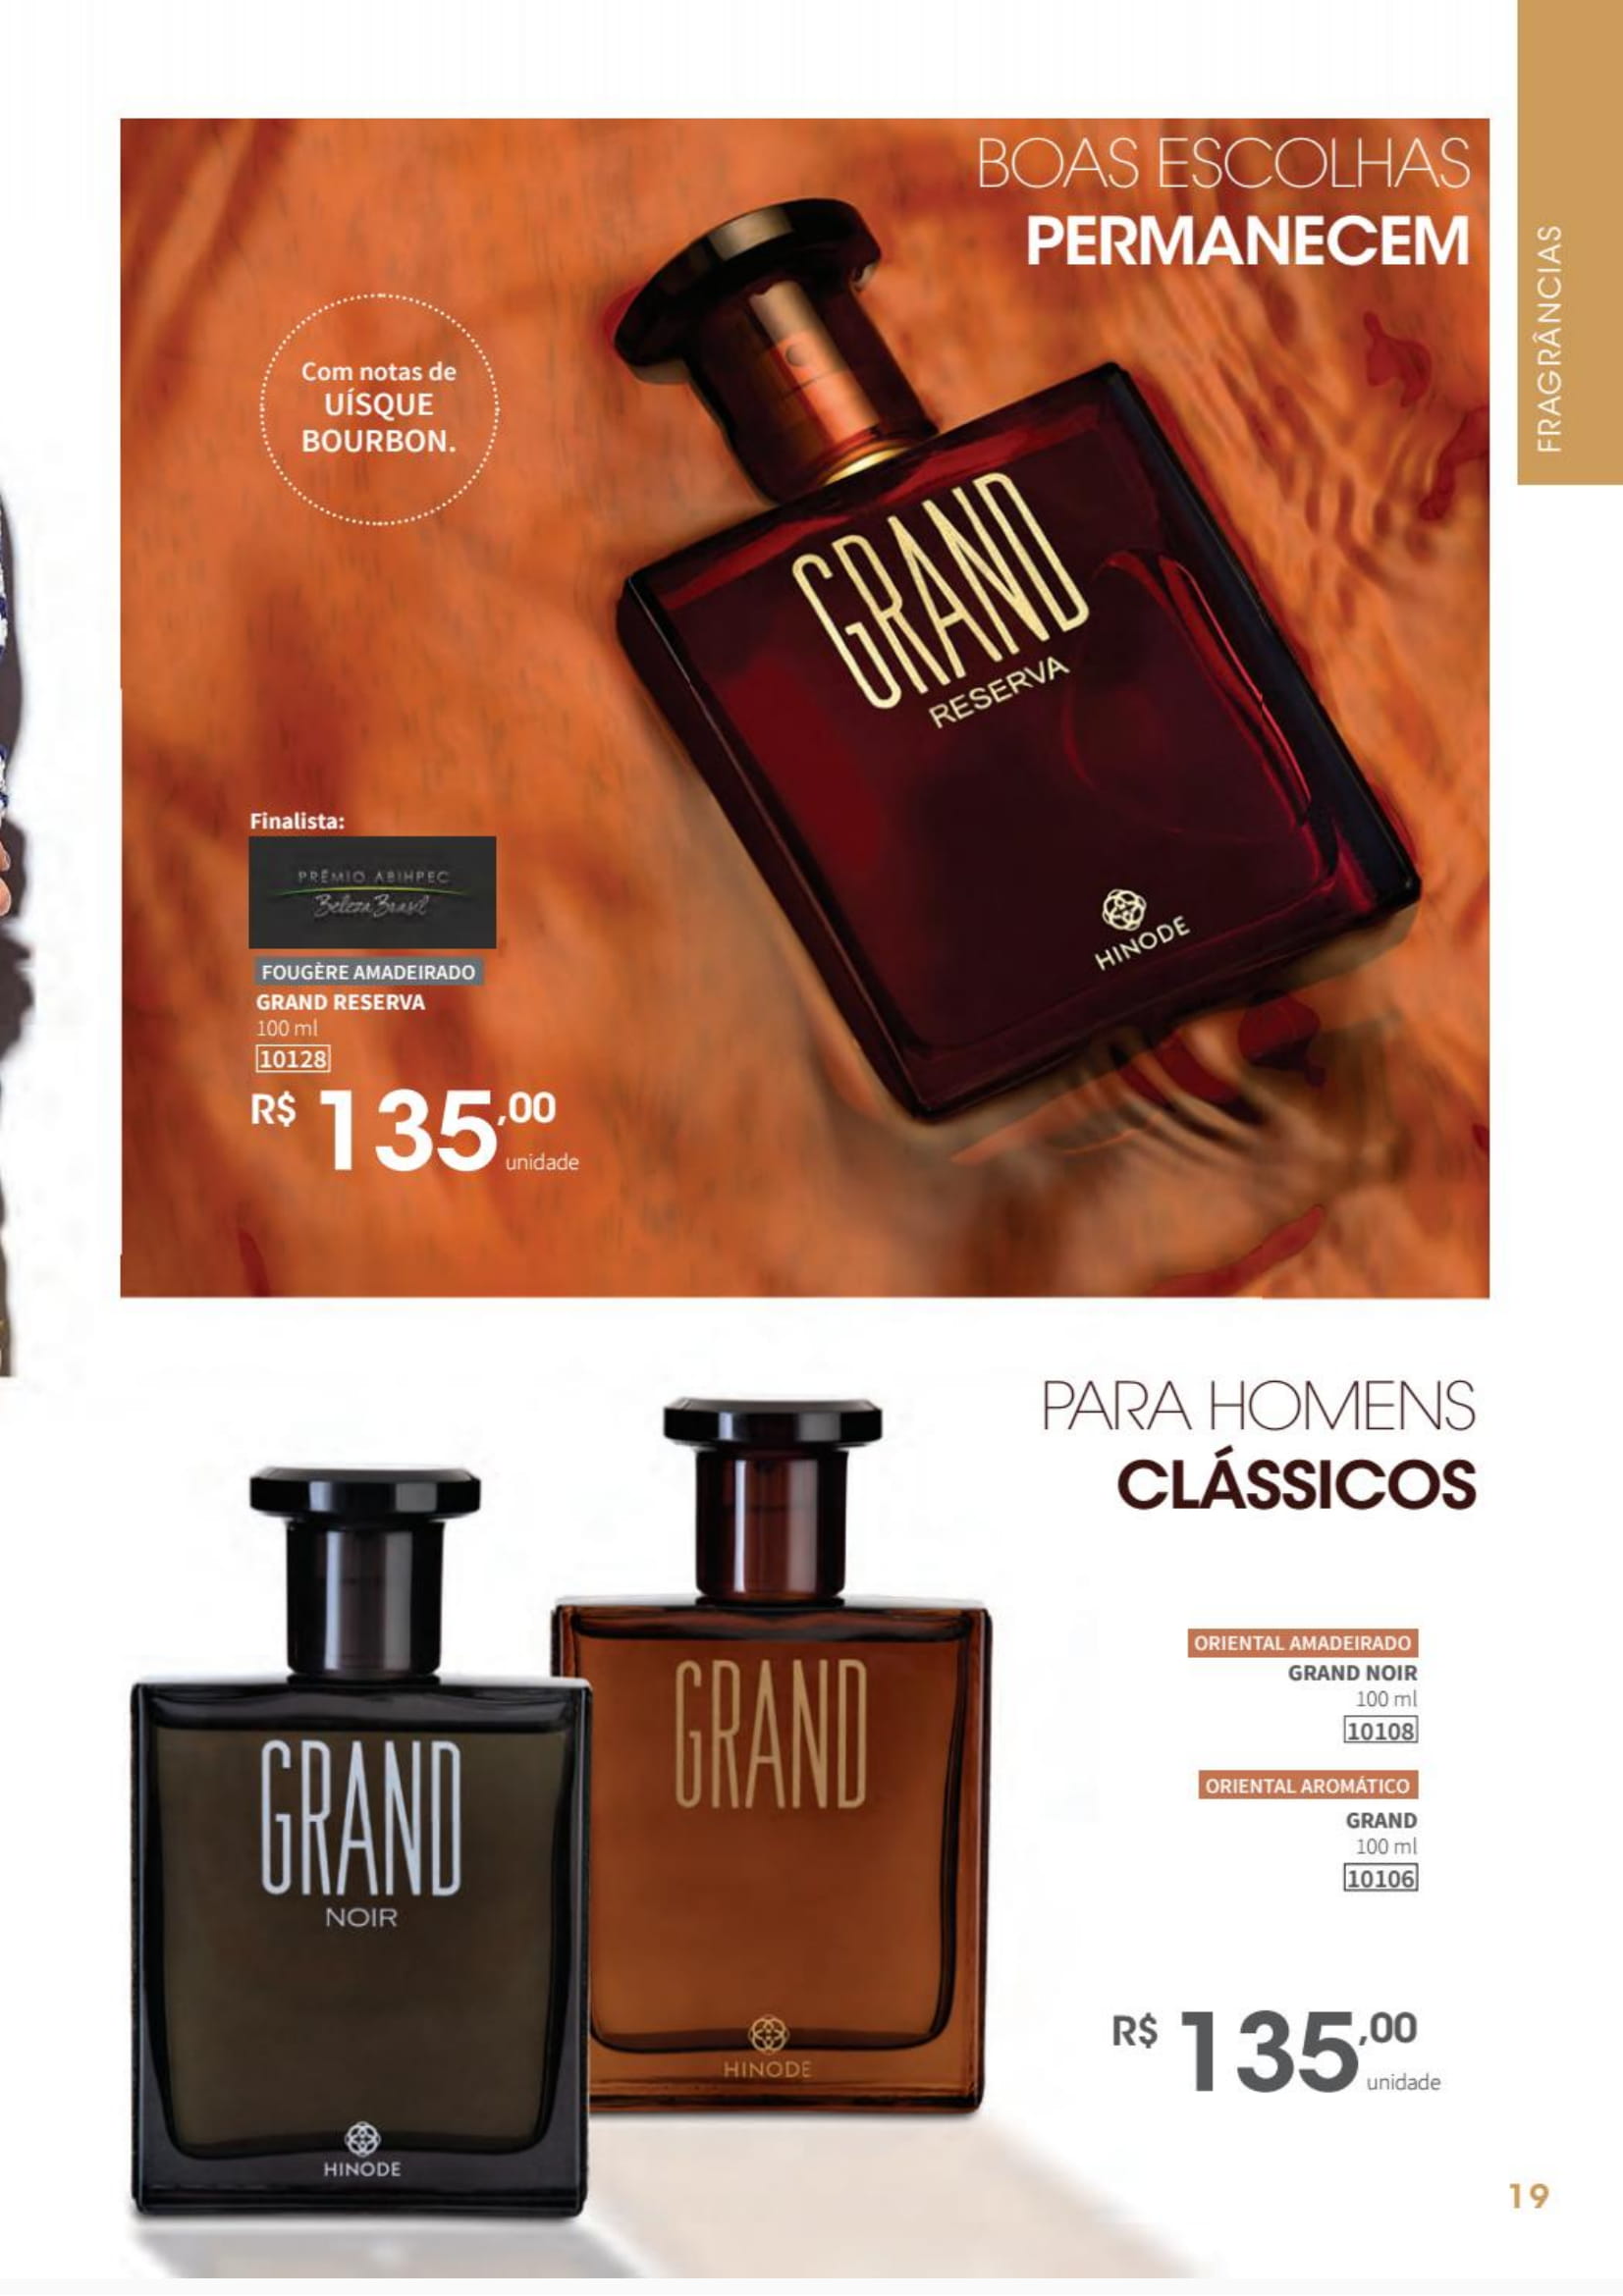 FRAGRÂNCIAS
BOAS ESCOLHAS
PERMANECEM
Com notas de
UÍSQUE
BOURBON.
GRAND
RESERVA
HINODE
Finalista:
PRÊMIO ABIHPEC
Beleza Brasil
FOUGÈRE AMADEIRADO
GRAND RESERVA
100 ml
10128
R$ 135,00
unidade
PARA HOMENS
CLÁSSICOS
GRAND
NOIR
HINODE
GRAND
HINODE
ORIENTAL AMADEIRADO
GRAND NOIR
100 ml
10108
ORIENTAL AROMÁTICO
GRAND
100 ml
10106
R$ 135,00
unidade
19